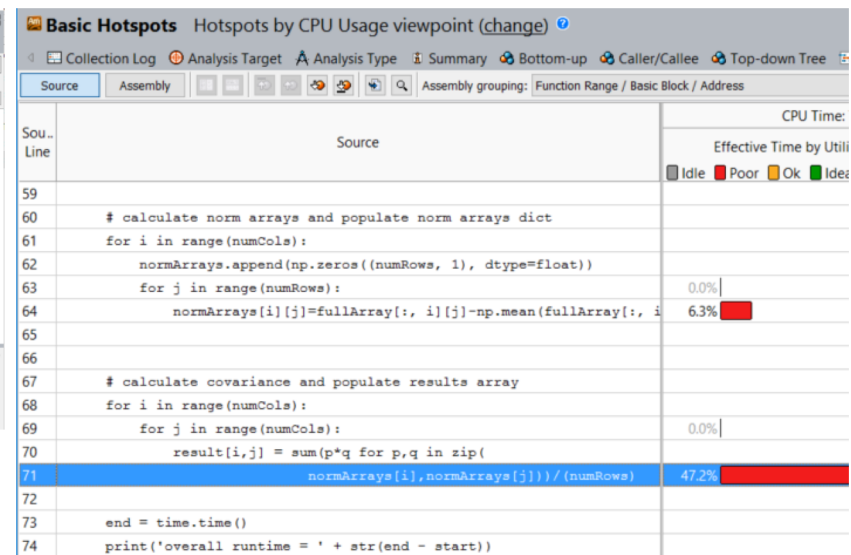 Basic Hotspots Hotspots by CPU Usage viewpoint (change)
Collection Log Analysis Target Analysis Type Summary Bottom-up Caller/Callee Top-down Tree
Source Assembly Assembly grouping: Function Range / Basic Block / Address
CPU Time:
Sou..
Line
Source
Effective Time by Utili
Idle Poor Ok Idea
59
60 # calculate norm arrays and populate norm arrays dict
61 for i in range(numCols):
62 normArrays.append(np.zeros((numRows, 1), dtype=float))
63 for j in range(numRows): 0.0%
64 normArrays[i][j]=fullArray[:, i][j]-np.mean(fullArray[:, i 6.3%
65
66
67 # calculate covariance and populate results array
68 for i in range(numCols):
69 for j in range(numCols): 0.0%
70 result[i,j] = sum(p*q for p,q in zip(
71 normArrays[i],normArrays[j]))/(numRows) 47.2%
72
73 end = time.time()
74 print('overall runtime = ' + str(end - start))